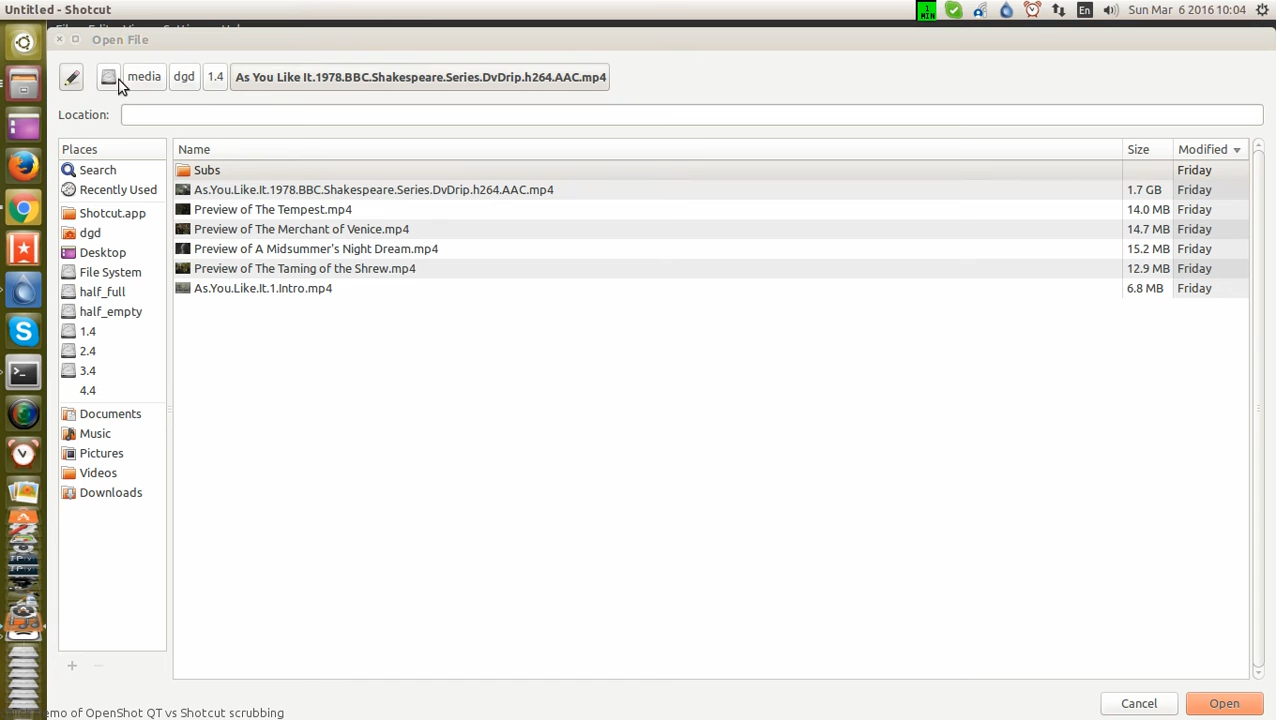 Untitled - Shotcut
1 MIN
En
Sun Mar 6 2016 10:04
Open File
media
dgd
1.4
As You Like It.1978.BBC.Shakespeare.Series.DvDrip.h264.AAC.mp4
Location:
Places
Name
Size
Modified
Search
Subs
Friday
Recently Used
As.You.Like.It.1978.BBC.Shakespeare.Series.DvDrip.h264.AAC.mp4
1.7 GB
Friday
Shotcut.app
Preview of The Tempest.mp4
14.0 MB
Friday
dgd
Preview of The Merchant of Venice.mp4
14.7 MB
Friday
Desktop
Preview of A Midsummer's Night Dream.mp4
15.2 MB
Friday
File System
Preview of The Taming of the Shrew.mp4
12.9 MB
Friday
half_full
As.You.Like.It.1.Intro.mp4
6.8 MB
Friday
half_empty
1.4
2.4
3.4
4.4
Documents
Music
Pictures
Videos
Downloads
Cancel
Open
emo of OpenShot QT vs Shotcut scrubbing